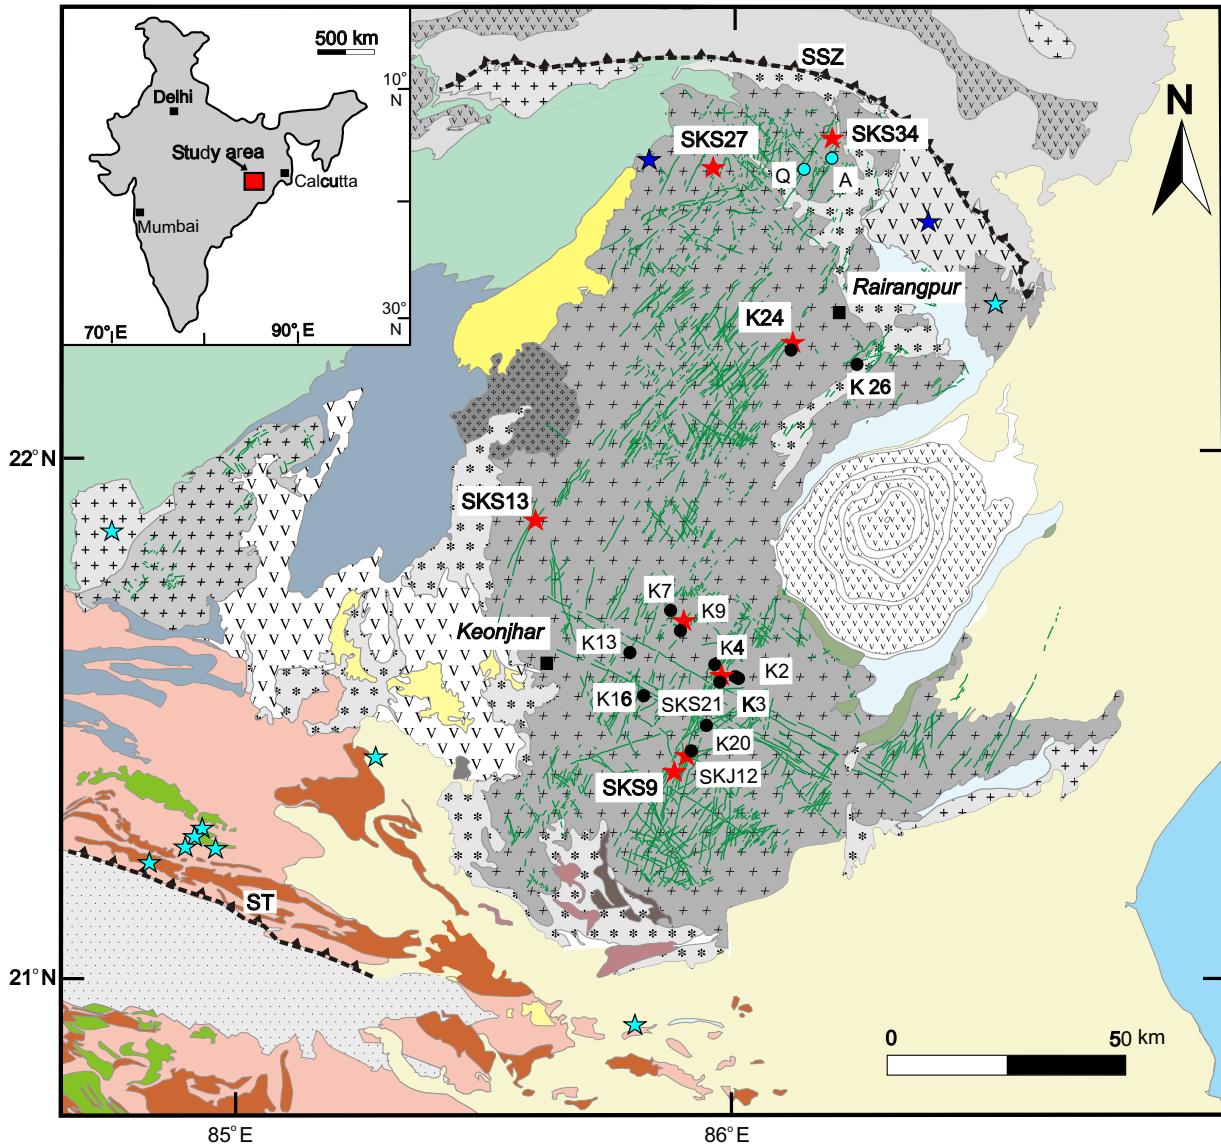 500 km
Delhi
Study area
Calcutta
Mumbai
70°E
90°E
10°
N
30°
N
SSZ
N
SKS27
SKS34
Q
A
Rairangpur
K24
K 26
22°N
SKS13
K7
K9
Keonjhar
K13
K4
K2
K16
SKS21
K3
K20
SKJ12
SKS9
ST
21°N
0
50 km
85°E
86°E